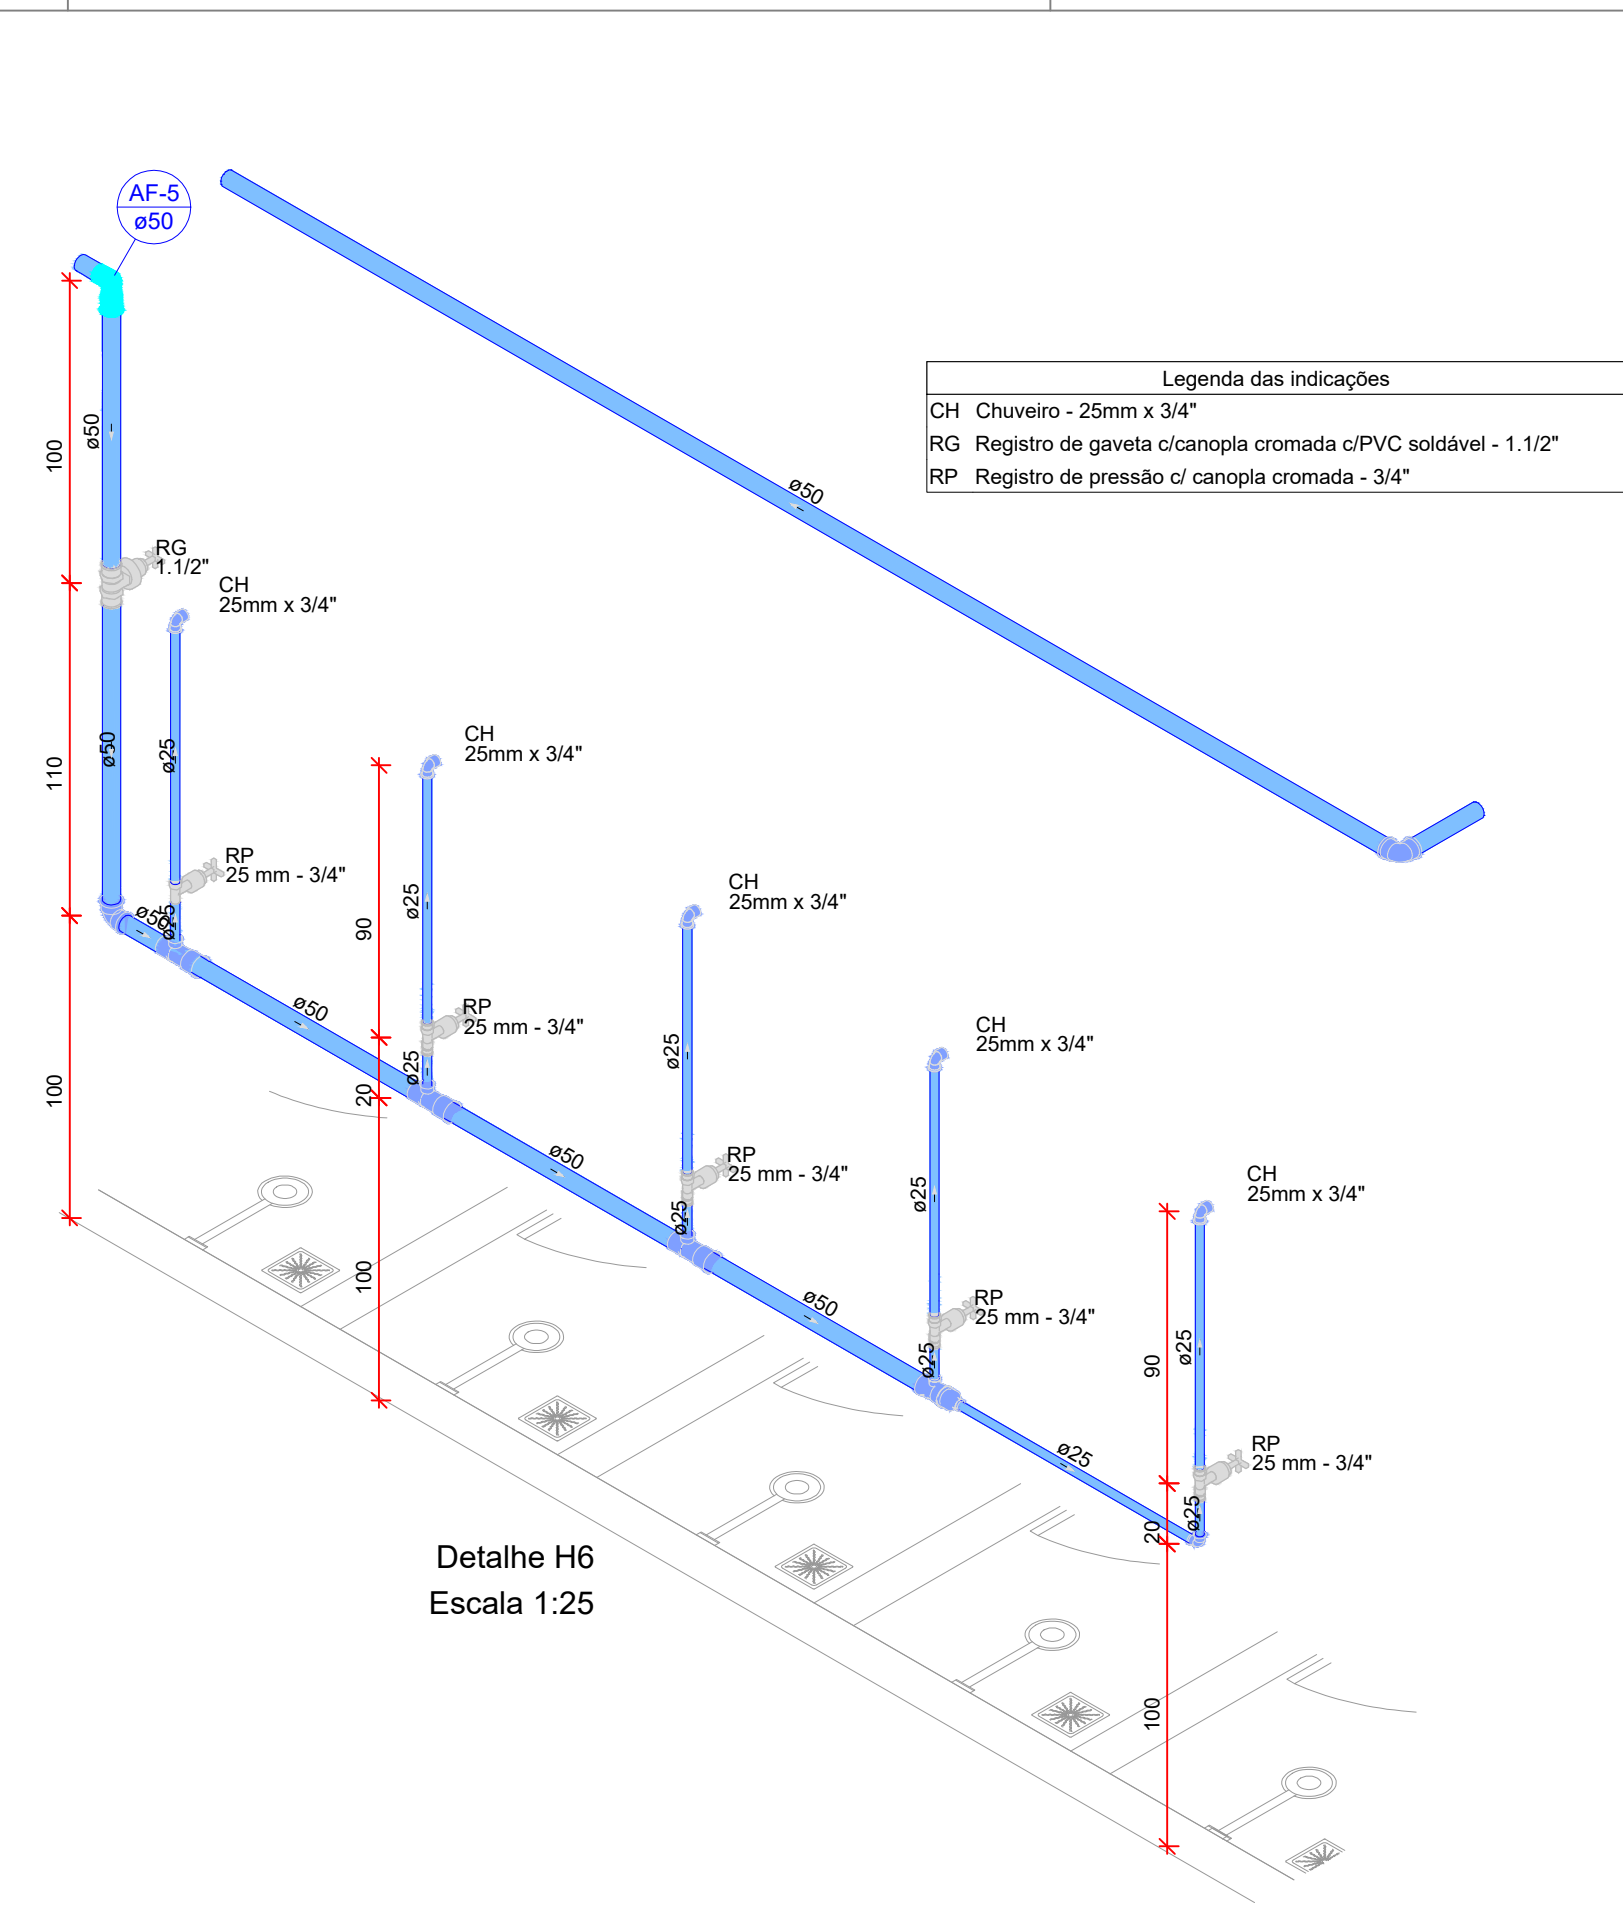 AF-5
ø50
Legenda das indicações
CH Chuveiro - 25mm x 3/4"
RG Registro de gaveta c/canopla cromada c/PVC soldável - 1.1/2"
RP Registro de pressão c/ canopla cromada - 3/4"
ø50
100
ø50
RG
1.1/2"
CH
25mm x 3/4"
110
ø50
ø25
CH
25mm x 3/4"
RP
25 mm - 3/4"
ø50
ø25
90
ø25
CH
25mm x 3/4"
RP
25 mm - 3/4"
ø50
100
20
ø25
ø25
CH
25mm x 3/4"
RP
25 mm - 3/4"
ø50
ø25
100
ø25
CH
25mm x 3/4"
RP
25 mm - 3/4"
ø50
ø25
90
ø25
RP
25 mm - 3/4"
ø25
20
ø25
Detalhe H6
Escala 1:25
100